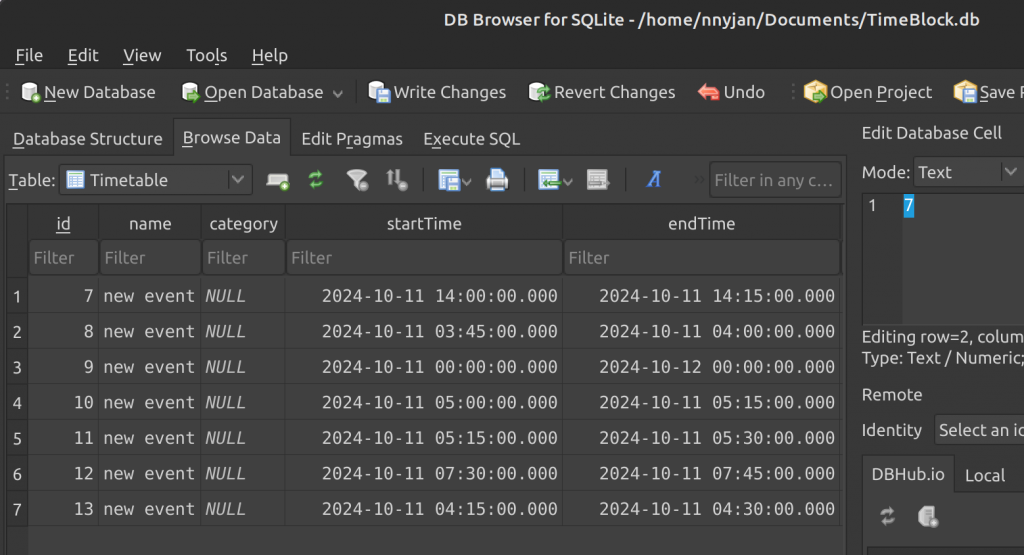 DB Browser for SQLite - /home/nnyjan/Documents/TimeBlock.db
File Edit View Tools Help
New Database Open Database Write Changes Revert Changes Undo Open Project Save
Database Structure Browse Data Edit Pragmas Execute SQL
Table: Timetable Filter in any c...
id name category startTime endTime
Filter Filter Filter Filter Filter
1 7 new event NULL 2024-10-11 14:00:00.000 2024-10-11 14:15:00.000
2 8 new event NULL 2024-10-11 03:45:00.000 2024-10-11 04:00:00.000
3 9 new event NULL 2024-10-11 00:00:00.000 2024-10-12 00:00:00.000
4 10 new event NULL 2024-10-11 05:00:00.000 2024-10-11 05:15:00.000
5 11 new event NULL 2024-10-11 05:15:00.000 2024-10-11 05:30:00.000
6 12 new event NULL 2024-10-11 07:30:00.000 2024-10-11 07:45:00.000
7 13 new event NULL 2024-10-11 04:15:00.000 2024-10-11 04:30:00.000
Edit Database Cell
Mode: Text
1 7
Editing row=2, colum
Type: Text / Numeric;
Remote
Identity Select an i
DBHub.io Local